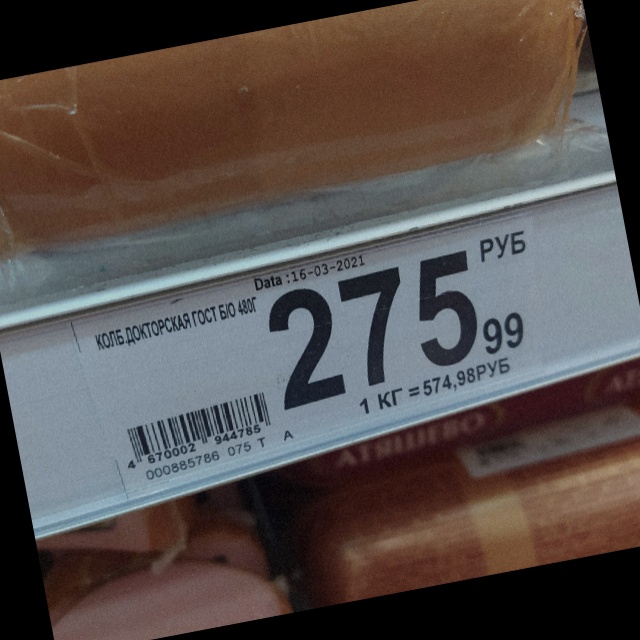 Data :16-03-2021
КОЛБ.ДОКТОРСКАЯ ГОСТ Б/О 480Г
275 99 РУБ
1 КГ =574,98РУБ
4 670002 944765
000885786 075 T A